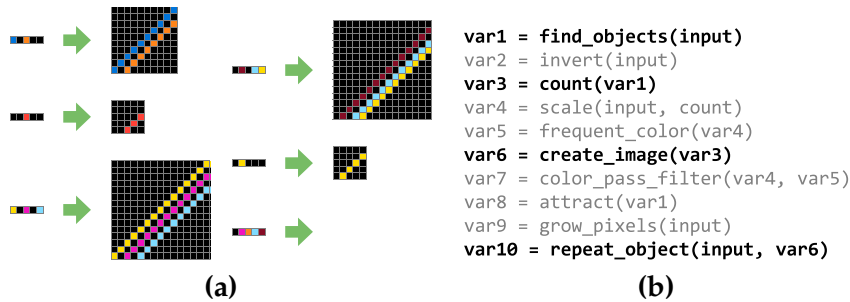 var1 = find_objects(input)
var2 = invert(input)
var3 = count(var1)
var4 = scale(input, count)
var5 = frequent_color(var4)
var6 = create_image(var3)
var7 = color_pass_filter(var4, var5)
var8 = attract(var1)
var9 = grow_pixels(input)
var10 = repeat_object(input, var6)
(a)
(b)